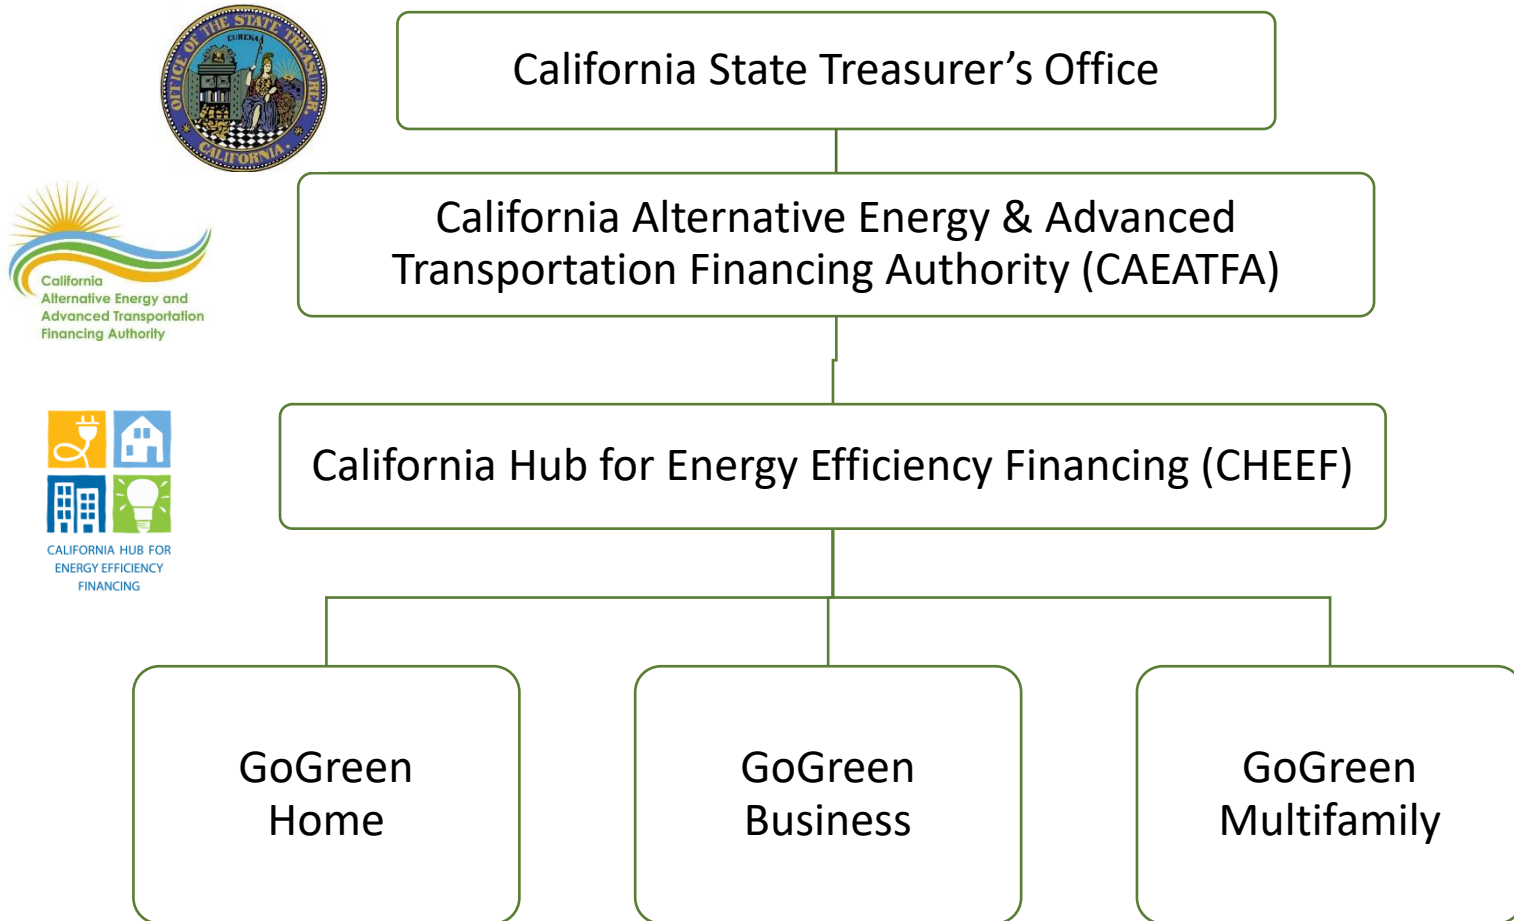 OFFICE OF THE STATE TREASURER
EUREKA
CALIFORNIA
California State Treasurer’s Office
California Alternative Energy & Advanced
Transportation Financing Authority (CAEATFA)
California
Alternative Energy and
Advanced Transportation
Financing Authority
California Hub for Energy Efficiency Financing (CHEEF)
CALIFORNIA HUB FOR
ENERGY EFFICIENCY
FINANCING
GoGreen
Home
GoGreen
Business
GoGreen
Multifamily